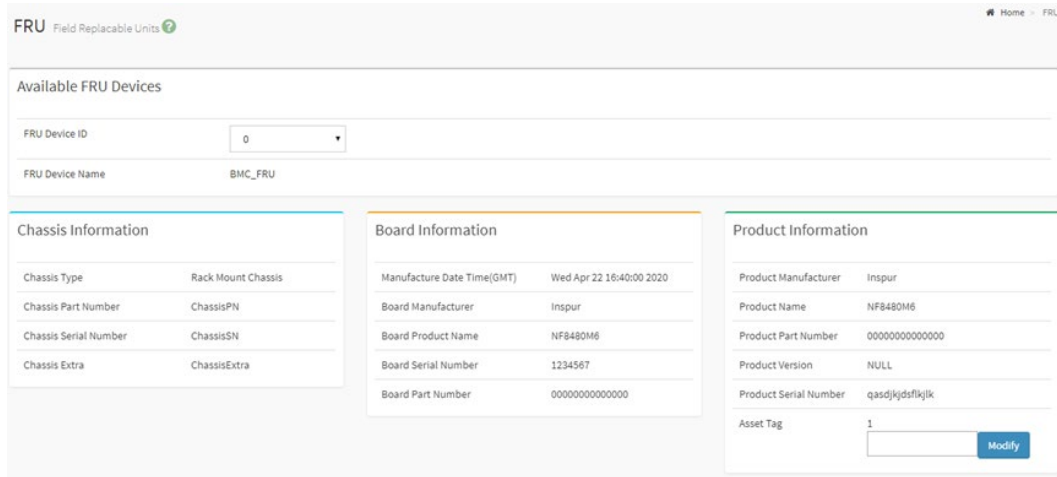 Home > FRU
FRU Field Replacable Units ?
Available FRU Devices
FRU Device ID 0
FRU Device Name BMC_FRU
Chassis Information
Chassis Type Rack Mount Chassis
Chassis Part Number ChassisPN
Chassis Serial Number ChassisSN
Chassis Extra ChassisExtra
Board Information
Manufacture Date Time(GMT) Wed Apr 22 16:40:00 2020
Board Manufacturer Inspur
Board Product Name NF8480M6
Board Serial Number 1234567
Board Part Number 00000000000000
Product Information
Product Manufacturer Inspur
Product Name NF8480M6
Product Part Number 00000000000000
Product Version NULL
Product Serial Number qasdjkjdsflkjlk
Asset Tag 1
Modify